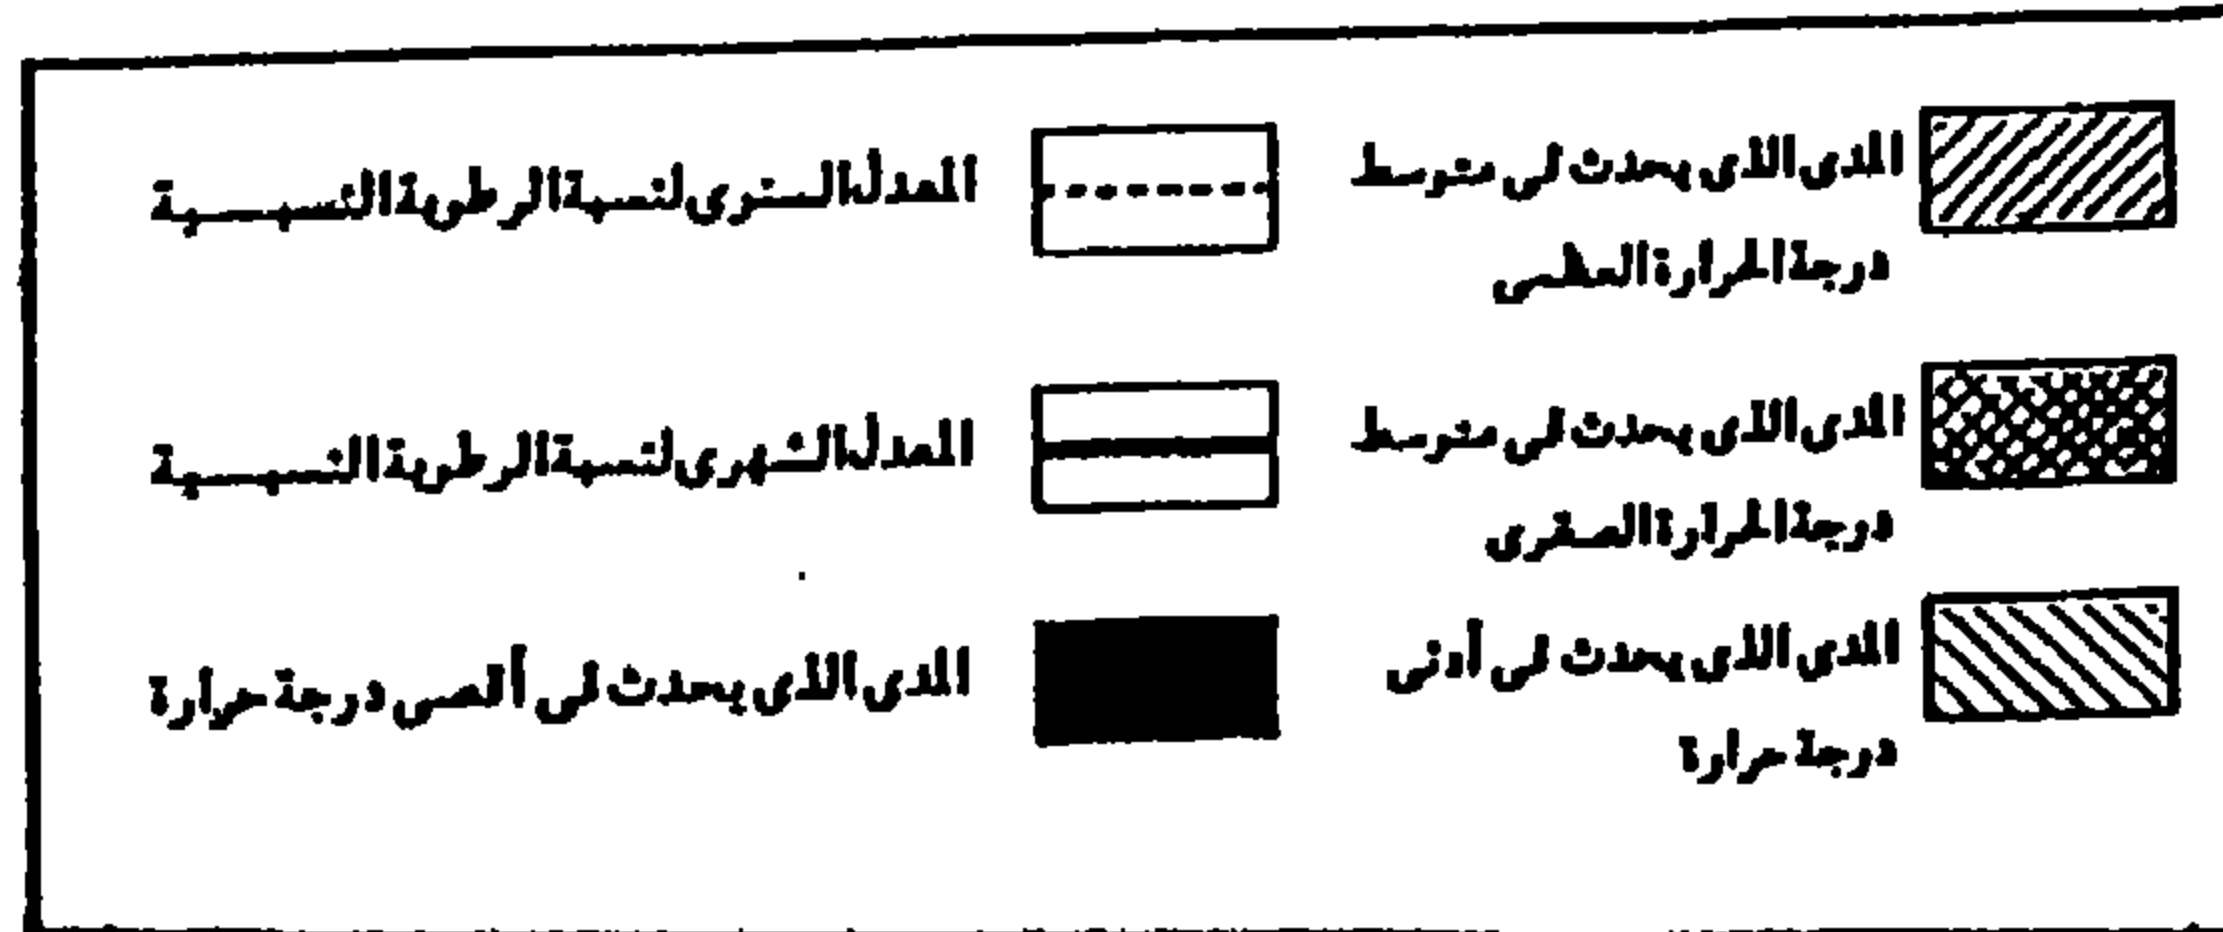 المدى الذى يحدث فى متوسط
درجة الحرارة العظمى
المدى الذى يحدث فى متوسط
درجة الحرارة الصغرى
المدى الذى يحدث فى أدنى
درجة حرارة
المعدل السنوى لنسبة الرطوبة النسبية
المعدل الشهرى لنسبة الرطوبة النسبية
المدى الذى يحدث فى أقصى درجة حرارة